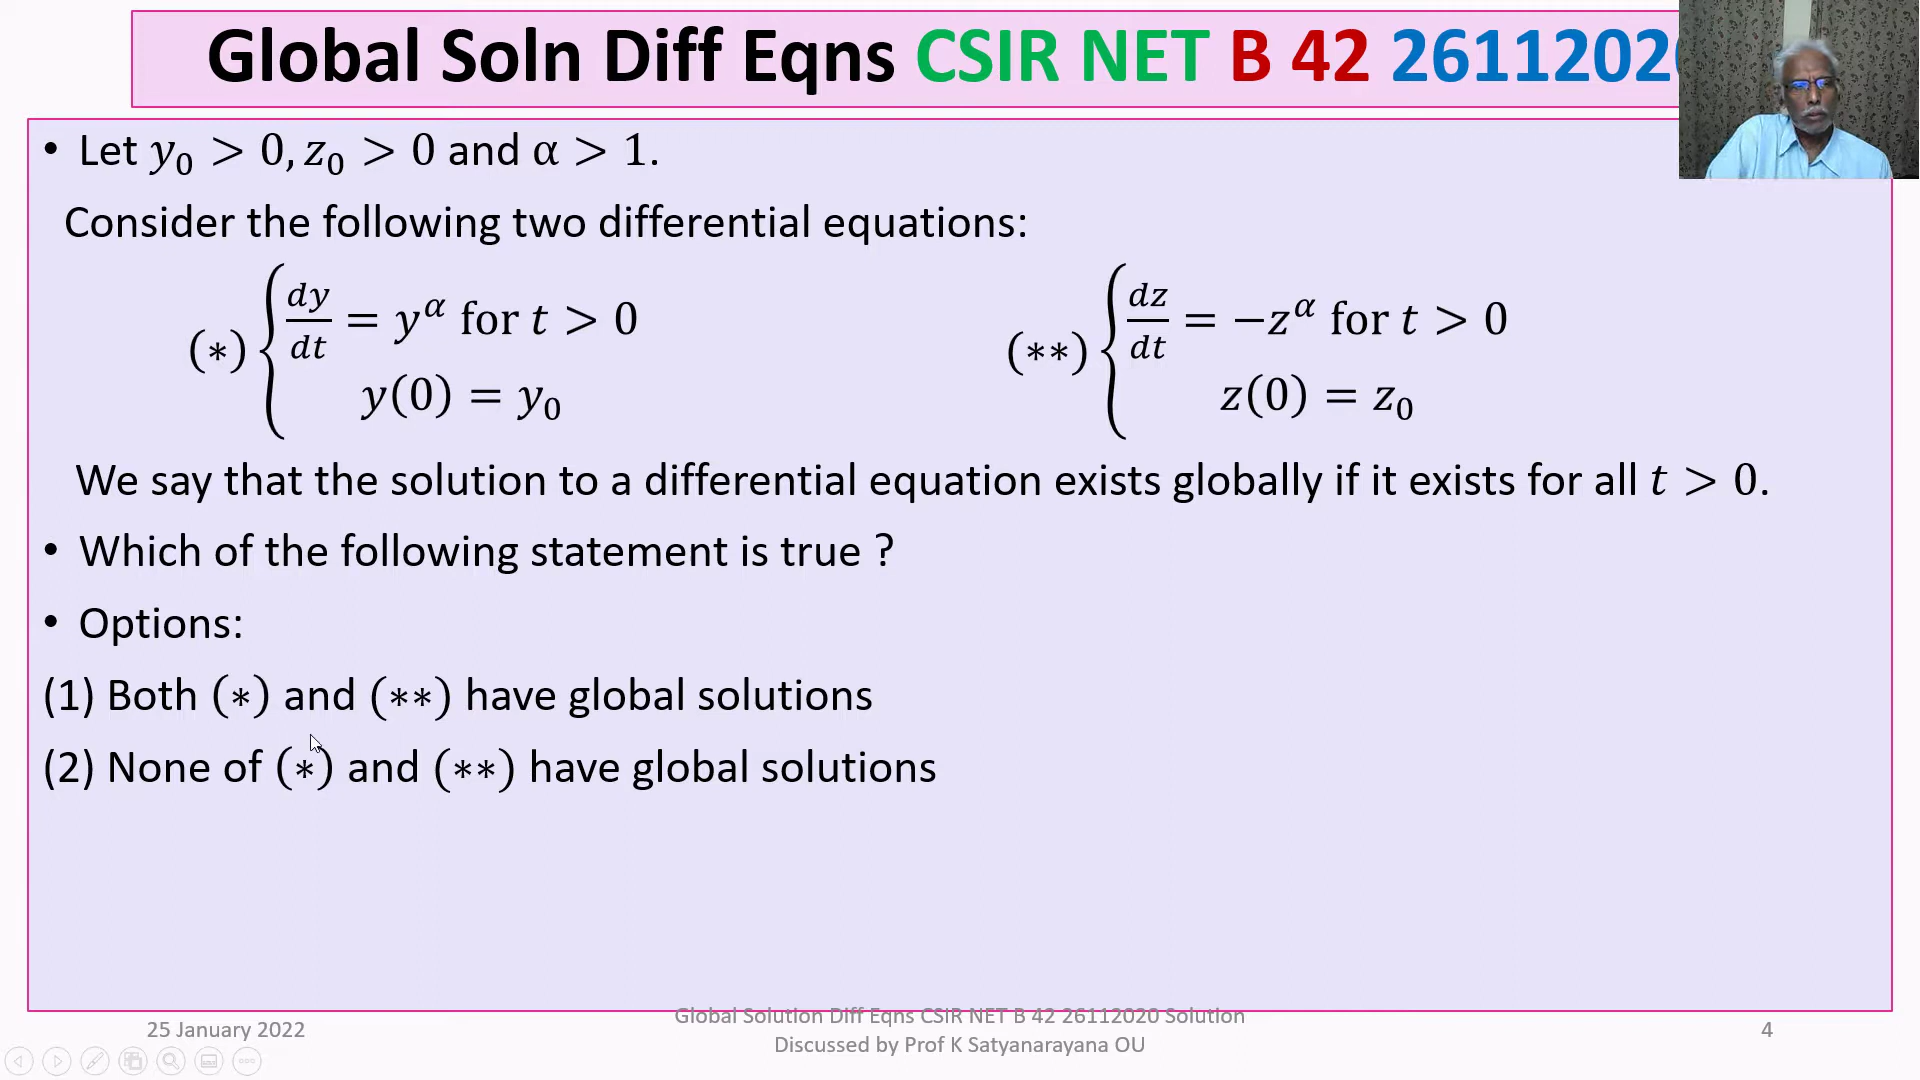 Global Soln Diff Eqns CSIR NET B 42 2611202
• Let y₀ > 0, z₀ > 0 and α > 1.
Consider the following two differential equations:
(∗) { dy/dt = y^α for t > 0
y(0) = y₀
(∗∗) { dz/dt = −z^α for t > 0
z(0) = z₀
We say that the solution to a differential equation exists globally if it exists for all t > 0.
• Which of the following statement is true ?
• Options:
(1) Both (∗) and (∗∗) have global solutions
(2) None of (∗) and (∗∗) have global solutions
25 January 2022
Global Solution Diff Eqns CSIR NET B 42 26112020 Solution
Discussed by Prof K Satyanarayana OU
4